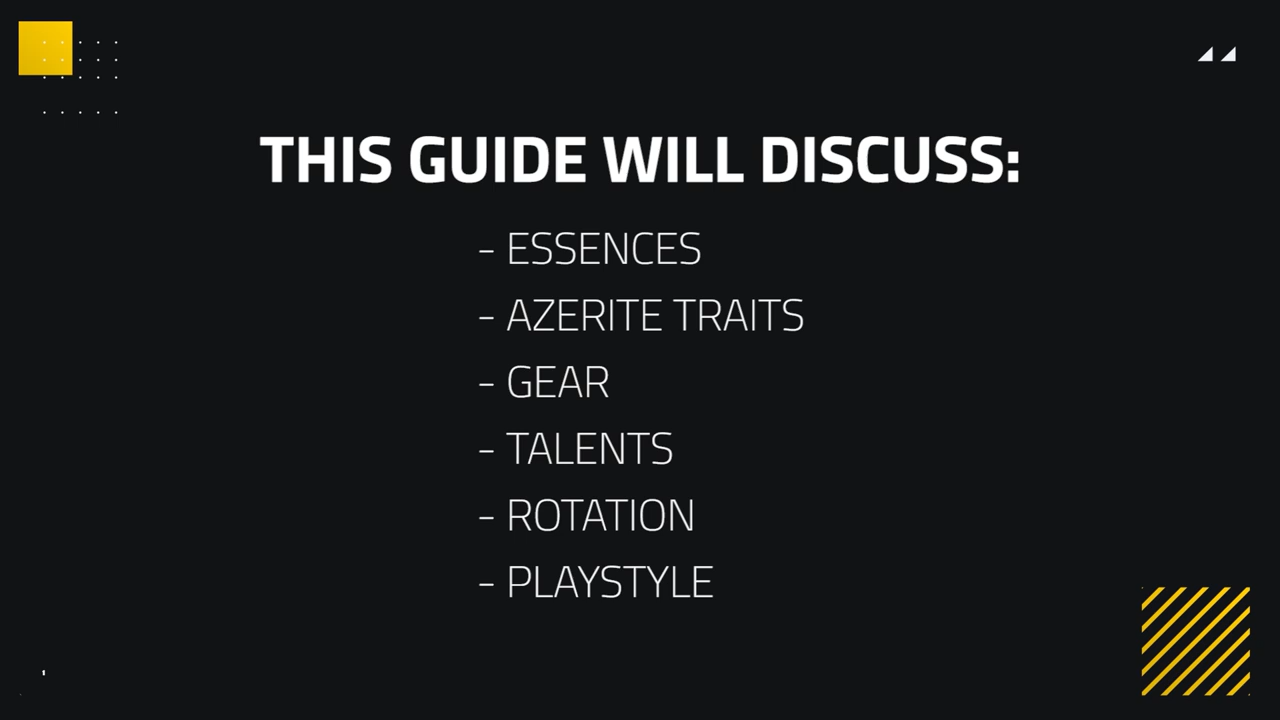 THIS GUIDE WILL DISCUSS:
- ESSENCES
- AZERITE TRAITS
- GEAR
- TALENTS
- ROTATION
- PLAYSTYLE